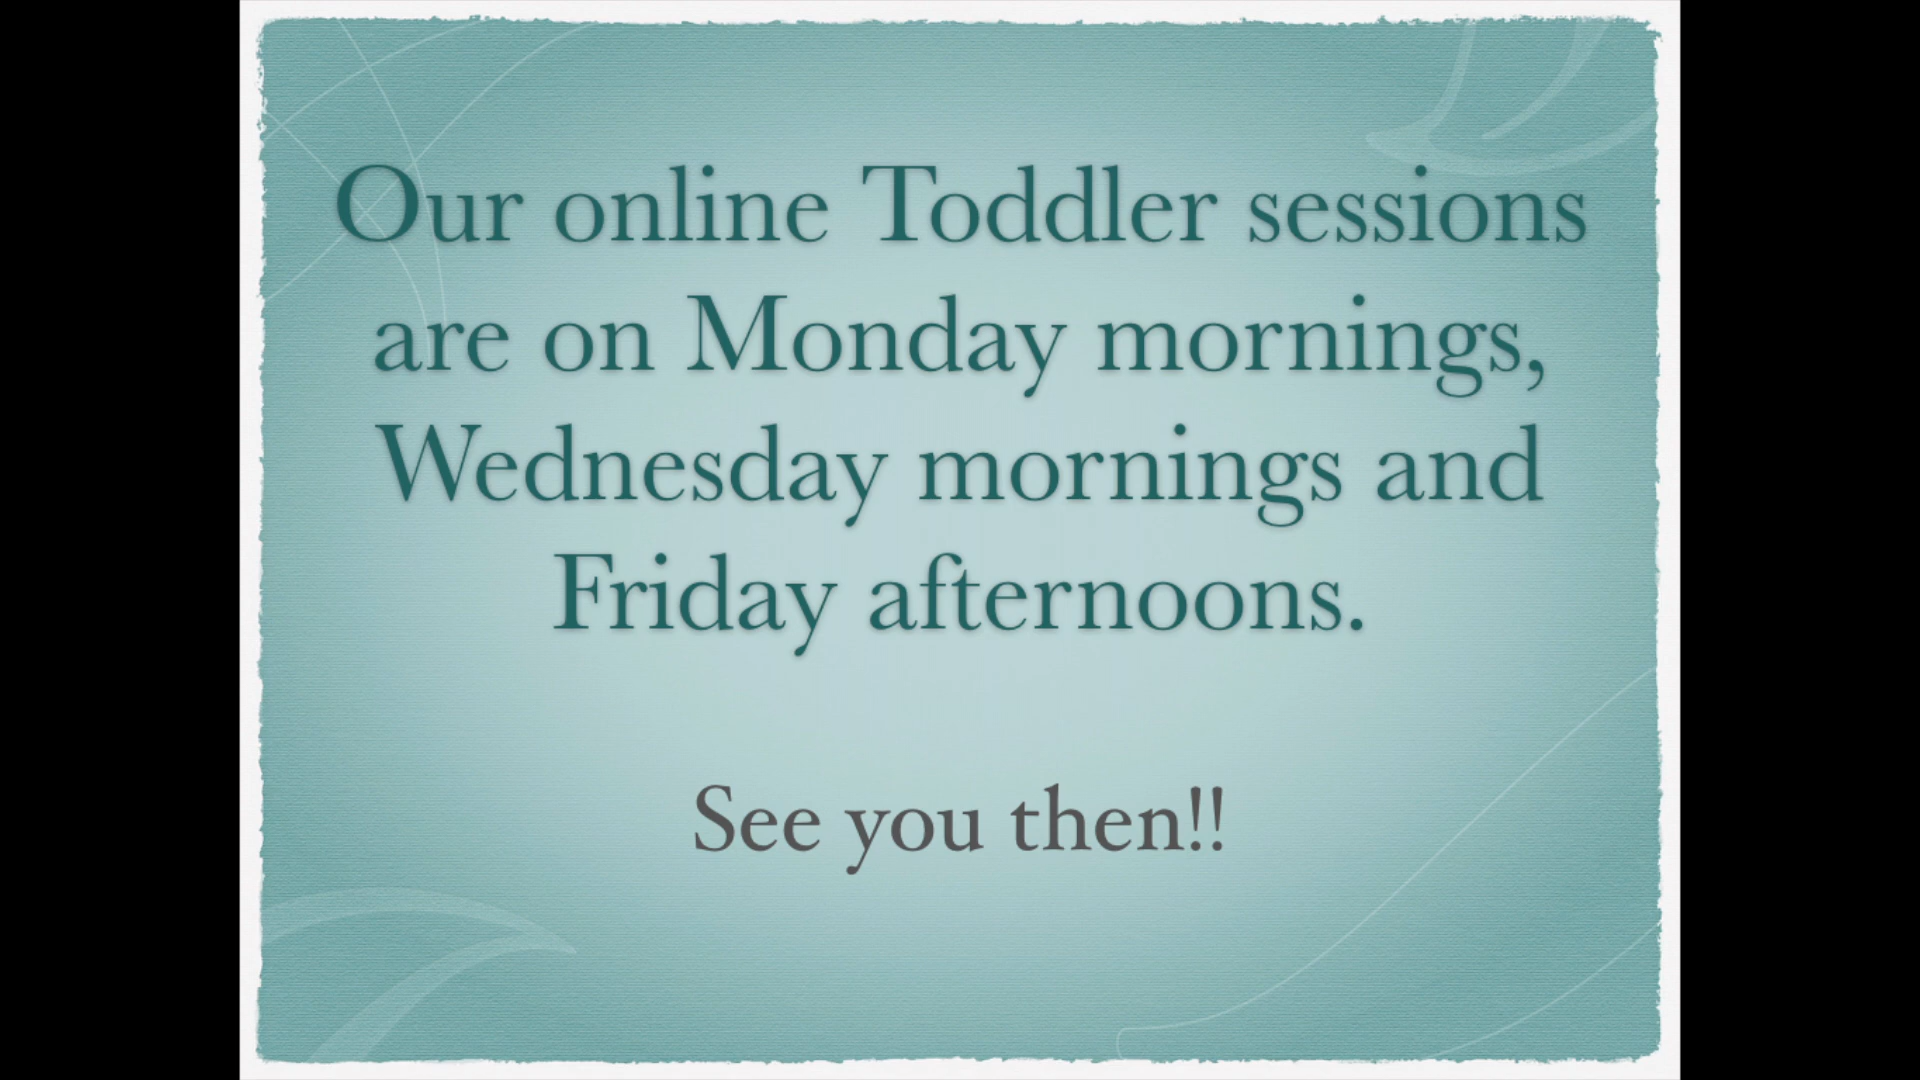 Our online Toddler sessions
are on Monday mornings,
Wednesday mornings and
Friday afternoons.
See you then!!